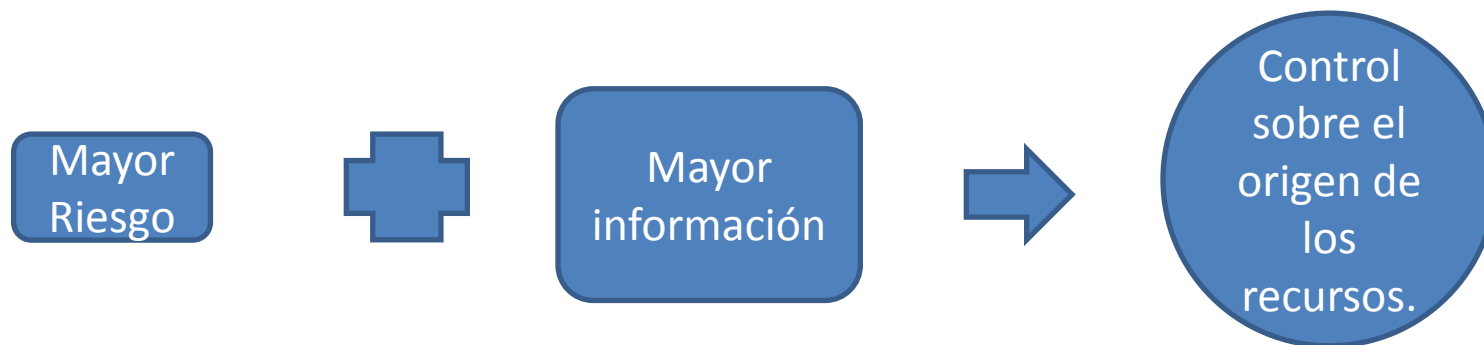 Mayor
Riesgo
Mayor
información
Control
sobre el
origen de
los
recursos.